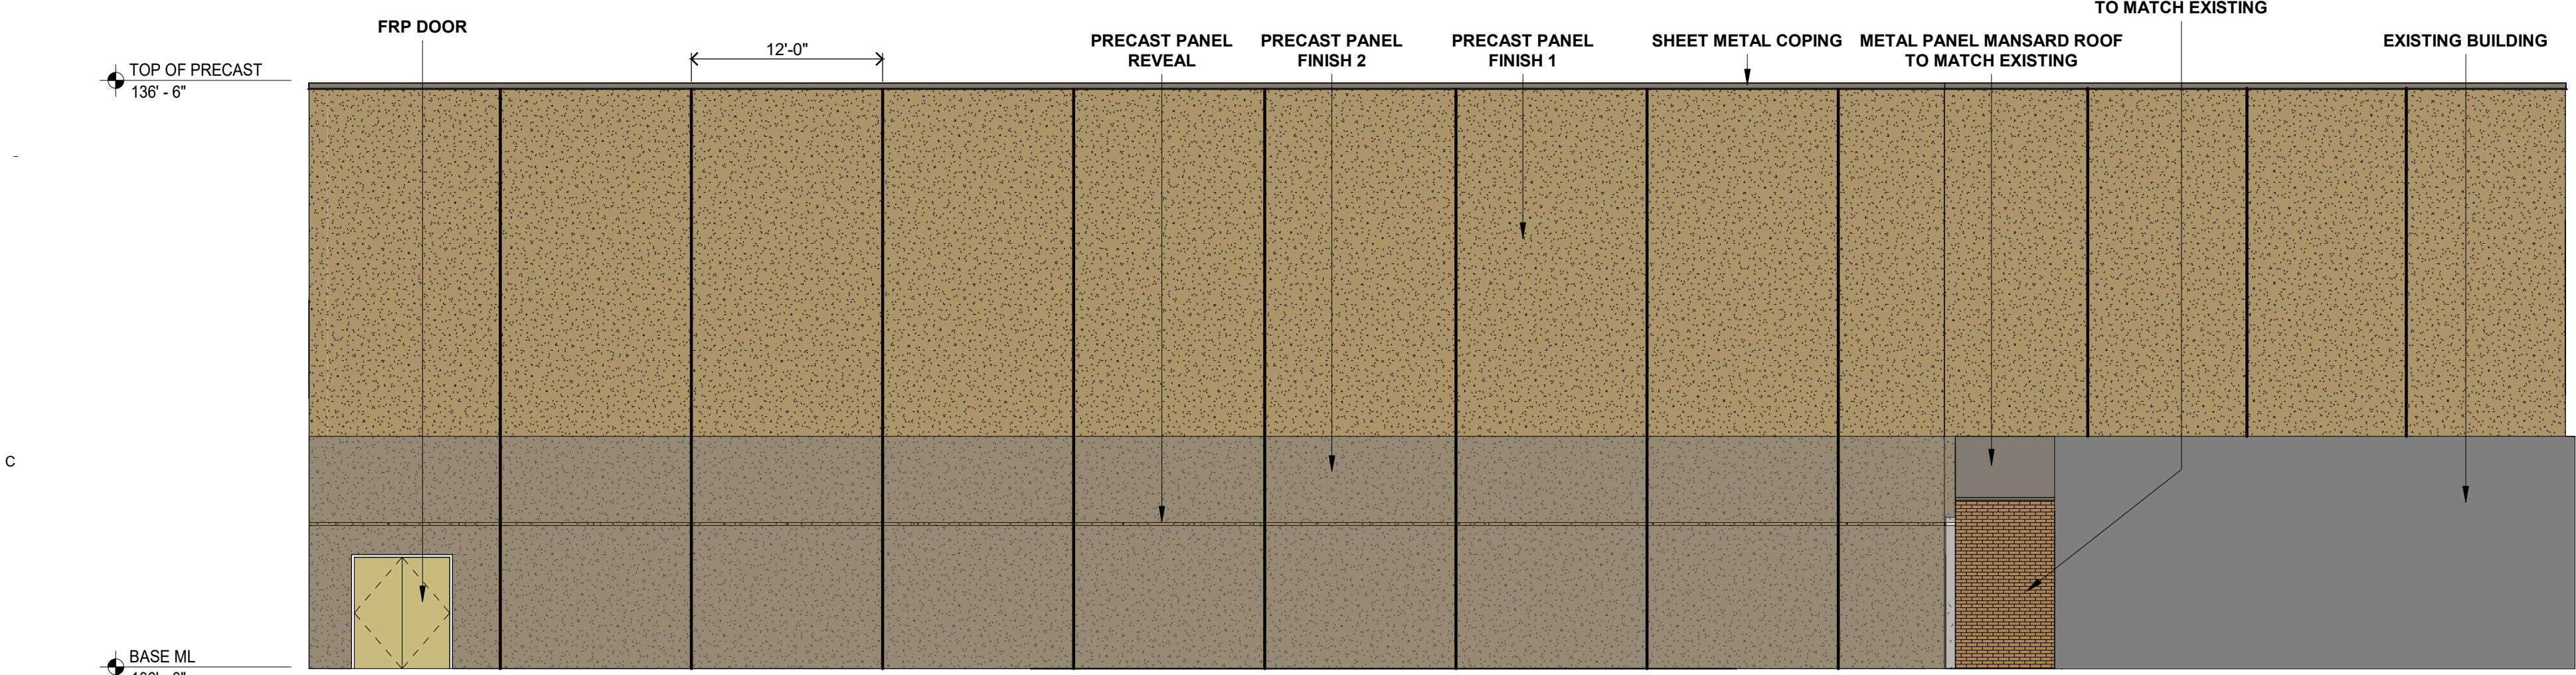 TO MATCH EXISTING
FRP DOOR
12'-0"
PRECAST PANEL
REVEAL
PRECAST PANEL
FINISH 2
PRECAST PANEL
FINISH 1
SHEET METAL COPING
METAL PANEL MANSARD ROOF
TO MATCH EXISTING
EXISTING BUILDING
TOP OF PRECAST
136' - 6"
C
BASE ML